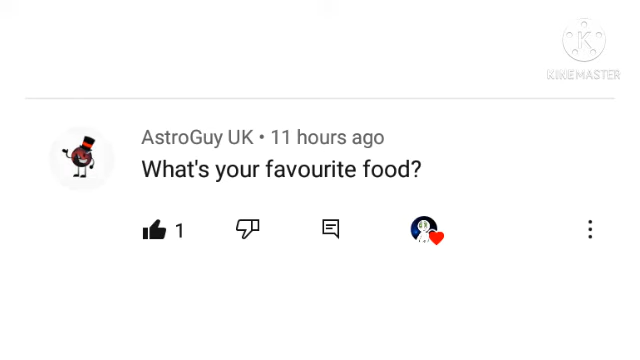 K
KINEMASTER
AstroGuy UK • 11 hours ago
What's your favourite food?
1